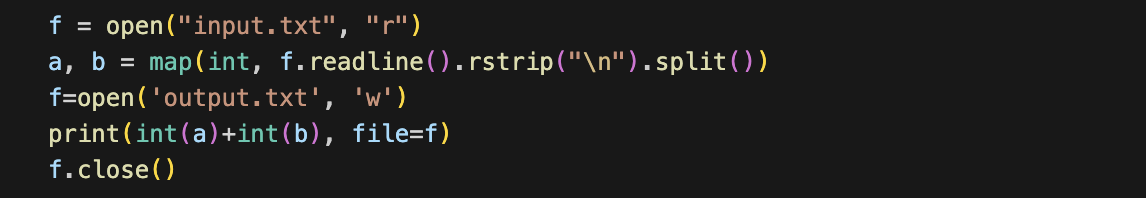 f = open("input.txt", "r")
a, b = map(int, f.readline().rstrip("\n").split())
f=open('output.txt', 'w')
print(int(a)+int(b), file=f)
f.close()